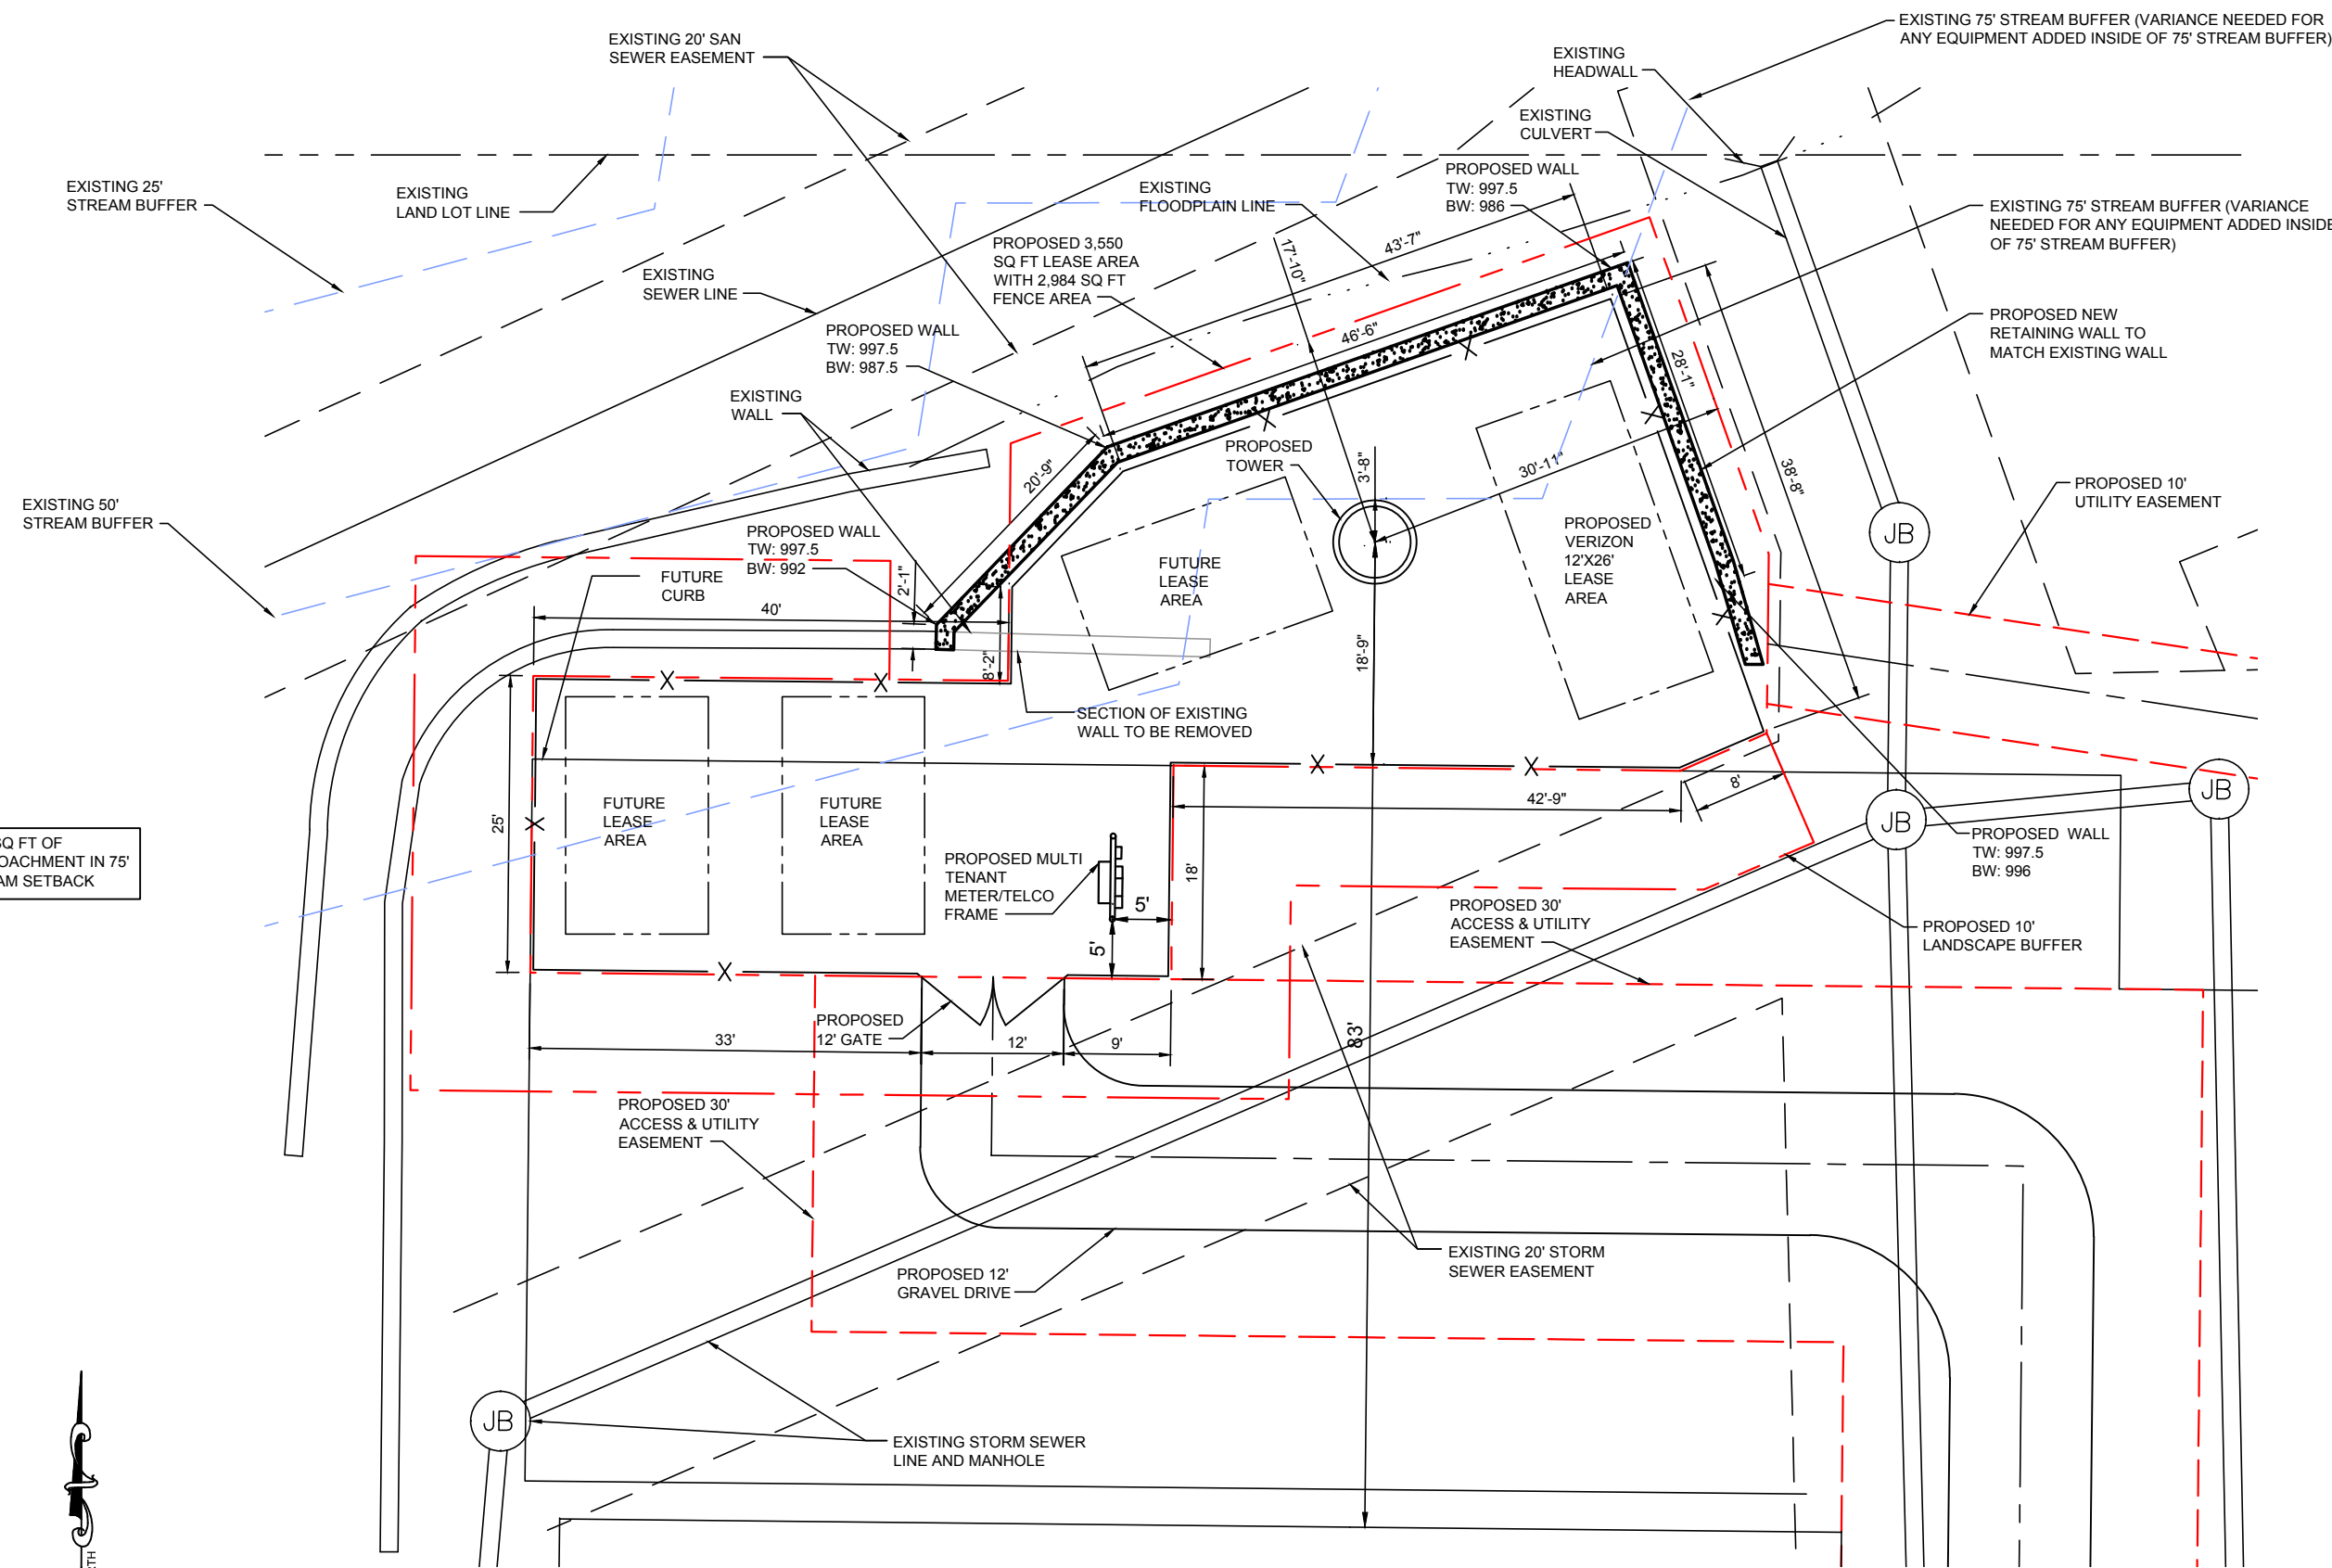 EXISTING 75' STREAM BUFFER (VARIANCE NEEDED FOR
ANY EQUIPMENT ADDED INSIDE OF 75' STREAM BUFFER)
EXISTING 20' SAN
SEWER EASEMENT
EXISTING
HEADWALL
EXISTING
CULVERT
EXISTING 25'
STREAM BUFFER
EXISTING
LAND LOT LINE
EXISTING
FLOODPLAIN LINE
PROPOSED WALL
TW: 997.5
BW: 986
EXISTING 75' STREAM BUFFER (VARIANCE
NEEDED FOR ANY EQUIPMENT ADDED INSIDE
OF 75' STREAM BUFFER)
43'-7"
17'-10"
PROPOSED 3,550
SQ FT LEASE AREA
WITH 2,984 SQ FT
FENCE AREA
EXISTING
SEWER LINE
PROPOSED WALL
TW: 997.5
BW: 987.5
46'-6"
28'-1"
PROPOSED NEW
RETAINING WALL TO
MATCH EXISTING WALL
EXISTING
WALL
20'-9"
PROPOSED
TOWER
3'-8"
30'-11"
38'-8"
PROPOSED 10'
UTILITY EASEMENT
EXISTING 50'
STREAM BUFFER
PROPOSED WALL
TW: 997.5
BW: 992
FUTURE
CURB
2'-1"
40'
8'-2"
FUTURE
LEASE
AREA
PROPOSED
VERIZON
12'X26'
LEASE
AREA
JB
18'-9"
SECTION OF EXISTING
WALL TO BE REMOVED
X
X
X
X
X
X
X
X
X
X
8'
42'-9"
JB
JB
25'
18'
FUTURE
LEASE
AREA
FUTURE
LEASE
AREA
SQ FT OF
OACHMENT IN 75'
AM SETBACK
PROPOSED MULTI
TENANT
METER/TELCO
FRAME
5'
5'
PROPOSED WALL
TW: 997.5
BW: 996
PROPOSED 30'
ACCESS & UTILITY
EASEMENT
PROPOSED 10'
LANDSCAPE BUFFER
PROPOSED
12' GATE
33'
12'
9'
83'
PROPOSED 30'
ACCESS & UTILITY
EASEMENT
EXISTING 20' STORM
SEWER EASEMENT
PROPOSED 12'
GRAVEL DRIVE
JB
EXISTING STORM SEWER
LINE AND MANHOLE
RTH